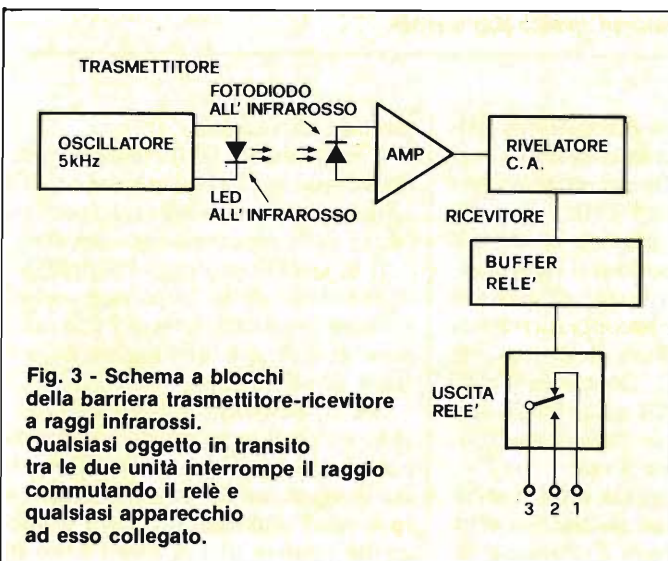 TRASMETTITORE
FOTODIODO
ALL' INFRAROSSO
OSCILLATORE
5kHz
AMP
RIVELATORE
C.A.
LED
ALL' INFRAROSSO
RICEVITORE
BUFFER
RELE'
USCITA
RELE'
3 2 1
Fig. 3 - Schema a blocchi
della barriera trasmettitore-ricevitore
a raggi infrarossi.
Qualsiasi oggetto in transito
tra le due unità interrompe il raggio
commutando il relè e
qualsiasi apparecchio
ad esso collegato.